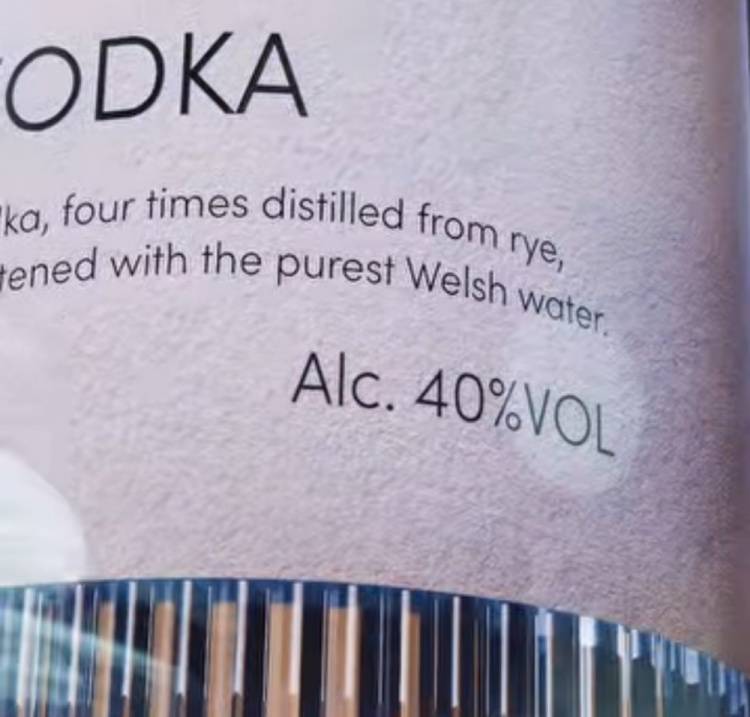 ODKA
ka, four times distilled from rye,
tened with the purest Welsh water.
Alc. 40%VOL